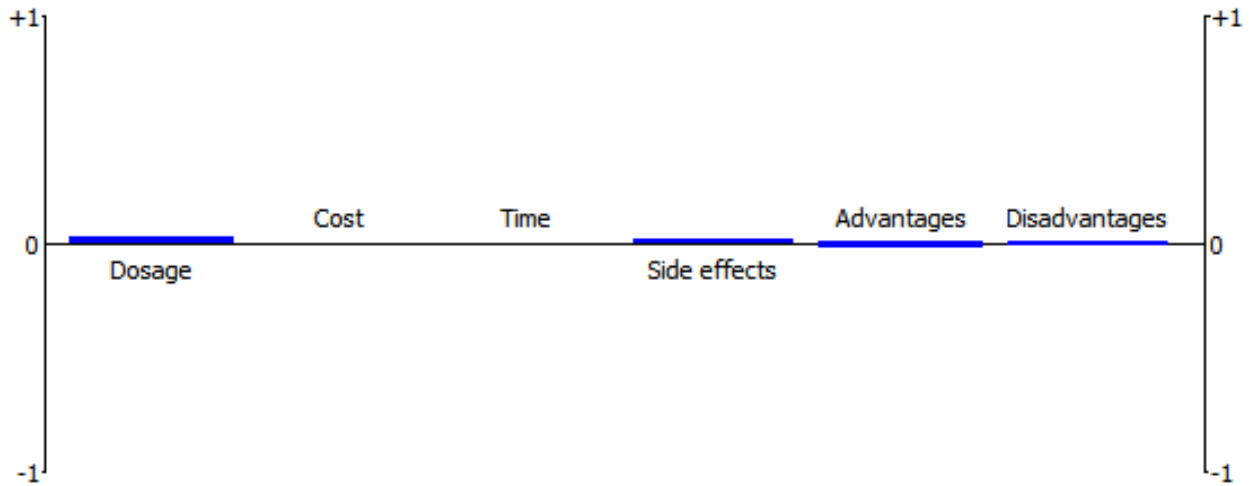 +1 +1
Cost Time Advantages Disadvantages
0 0
Dosage Side effects
-1 -1